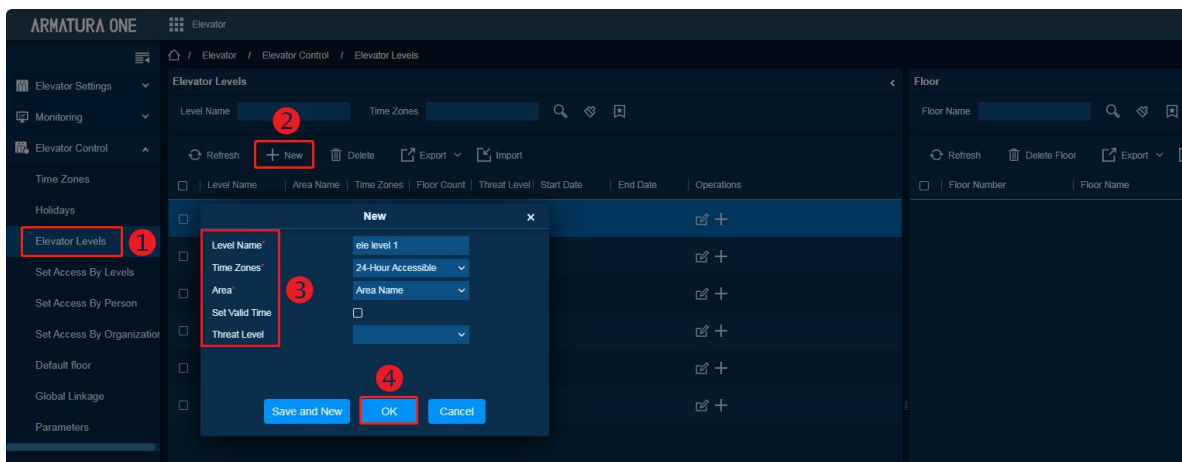 ARMATURA ONE
Elevator
/ Elevator / Elevator Control / Elevator Levels
Elevator Settings
Monitoring
Elevator Control
Time Zones
Holidays
Elevator Levels
1
Set Access By Levels
Set Access By Person
Set Access By Organization
Default floor
Global Linkage
Parameters
Elevator Levels
Level Name
Time Zones
2
Refresh
New
Delete
Export
Import
Level Name
Area Name
Time Zones
Floor Count
Threat Level
Start Date
End Date
Operations
New
Level Name* ele level 1
Time Zones* 24-Hour Accessible
Area* Area Name
3
Set Valid Time
Threat Level
4
Save and New
OK
Cancel
Floor
Floor Name
Refresh
Delete Floor
Export
Floor Number
Floor Name